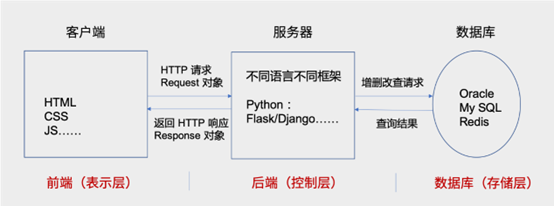 客户端
服务器
数据库
HTML
CSS
JS……
HTTP 请求
Request 对象
返回 HTTP 响应
Response 对象
不同语言不同框架
Python：
Flask/Django……
增删改查请求
查询结果
Oracle
My SQL
Redis
前端（表示层）
后端（控制层）
数据库（存储层）